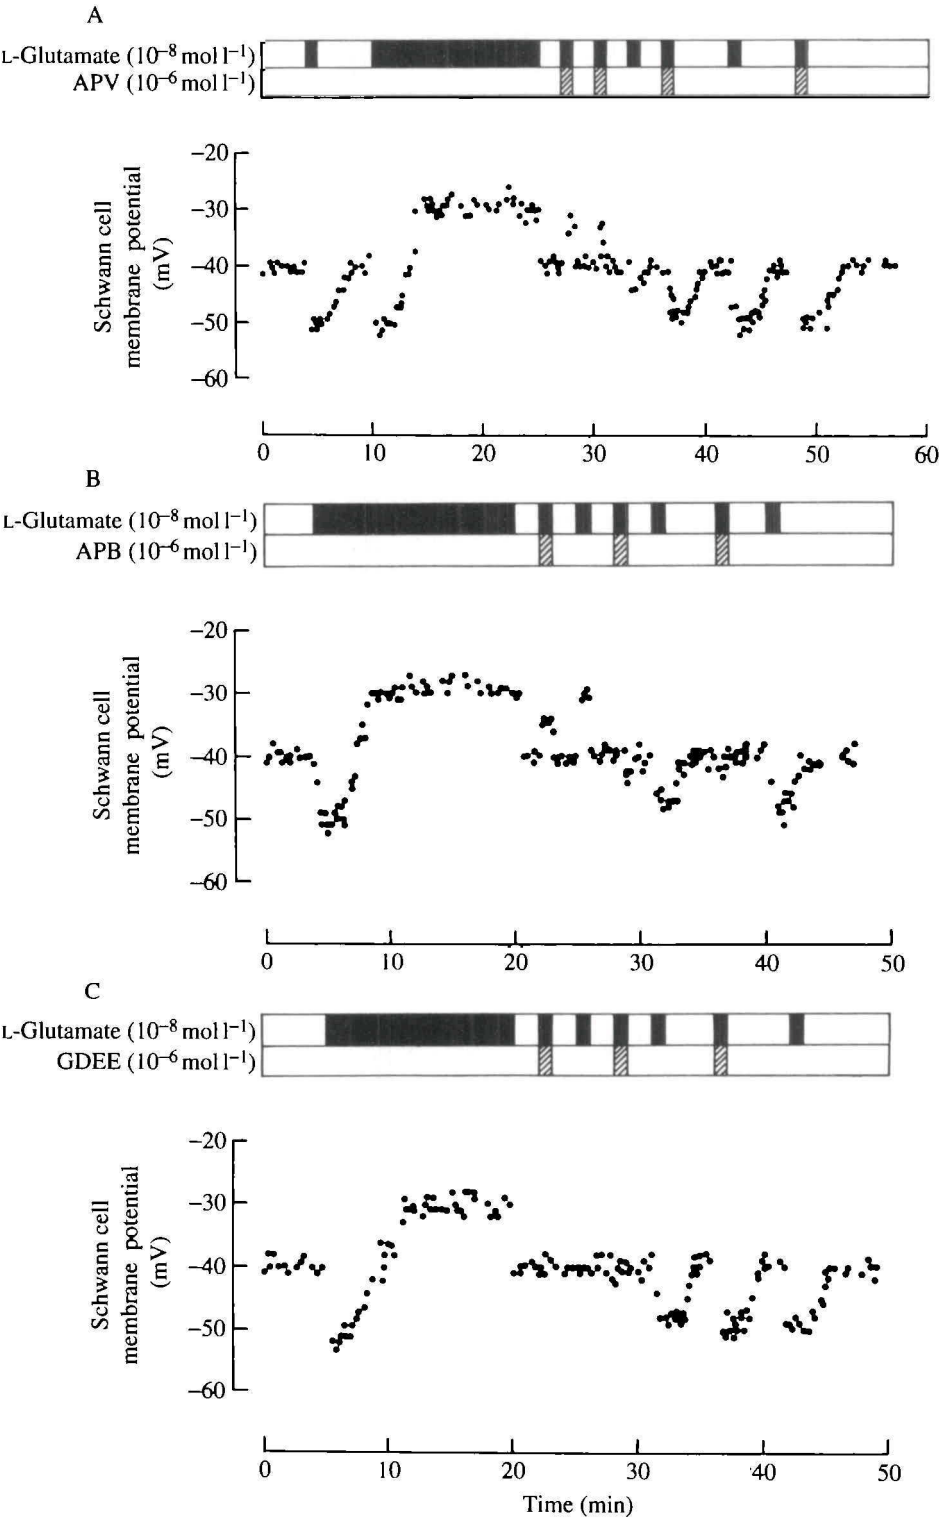 A
L-Glutamate (10⁻⁸ mol l⁻¹)
APV (10⁻⁶ mol l⁻¹)
Schwann cell
membrane potential
(mV)
−20
−30
−40
−50
−60
0 10 20 30 40 50 60
B
L-Glutamate (10⁻⁸ mol l⁻¹)
APB (10⁻⁶ mol l⁻¹)
Schwann cell
membrane potential
(mV)
−20
−30
−40
−50
−60
0 10 20 30 40 50
C
L-Glutamate (10⁻⁸ mol l⁻¹)
GDEE (10⁻⁶ mol l⁻¹)
Schwann cell
membrane potential
(mV)
−20
−30
−40
−50
−60
0 10 20 30 40 50
Time (min)